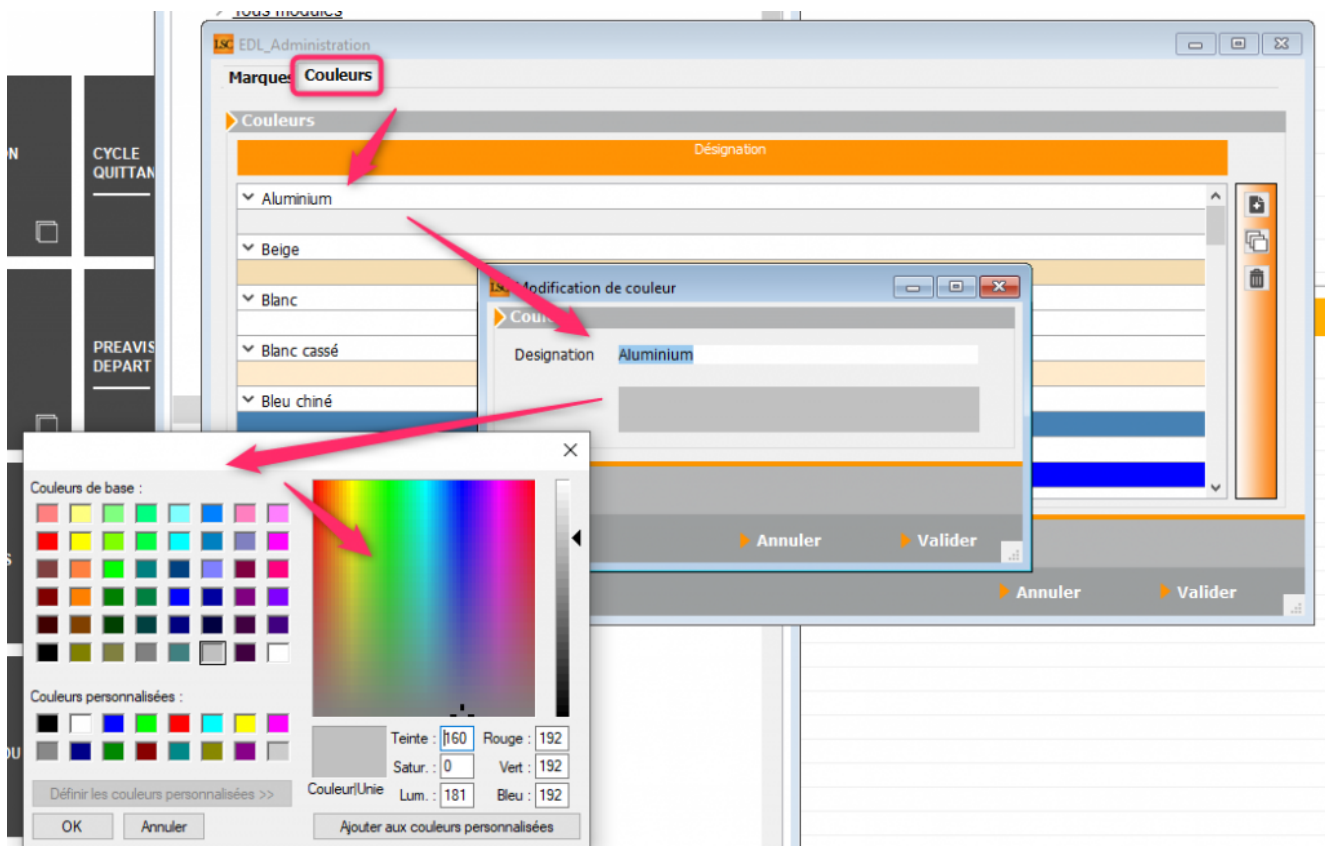 Tous modules
LSC EDL_Administration
Marques Couleurs
Couleurs
Désignation
CYCLE
Aluminium
Beige
Blanc
LSC Modification de couleur
PREAVIS
DEPART
Blanc cassé
Designation Aluminium
Bleu chiné
Couleurs de base :
Annuler Valider
Annuler Valider
Couleurs personnalisées :
Teinte : 160 Rouge : 192
Satur. : 0 Vert : 192
Couleur|Unie Lum. : 181 Bleu : 192
Définir les couleurs personnalisées >>
OK Annuler Ajouter aux couleurs personnalisées